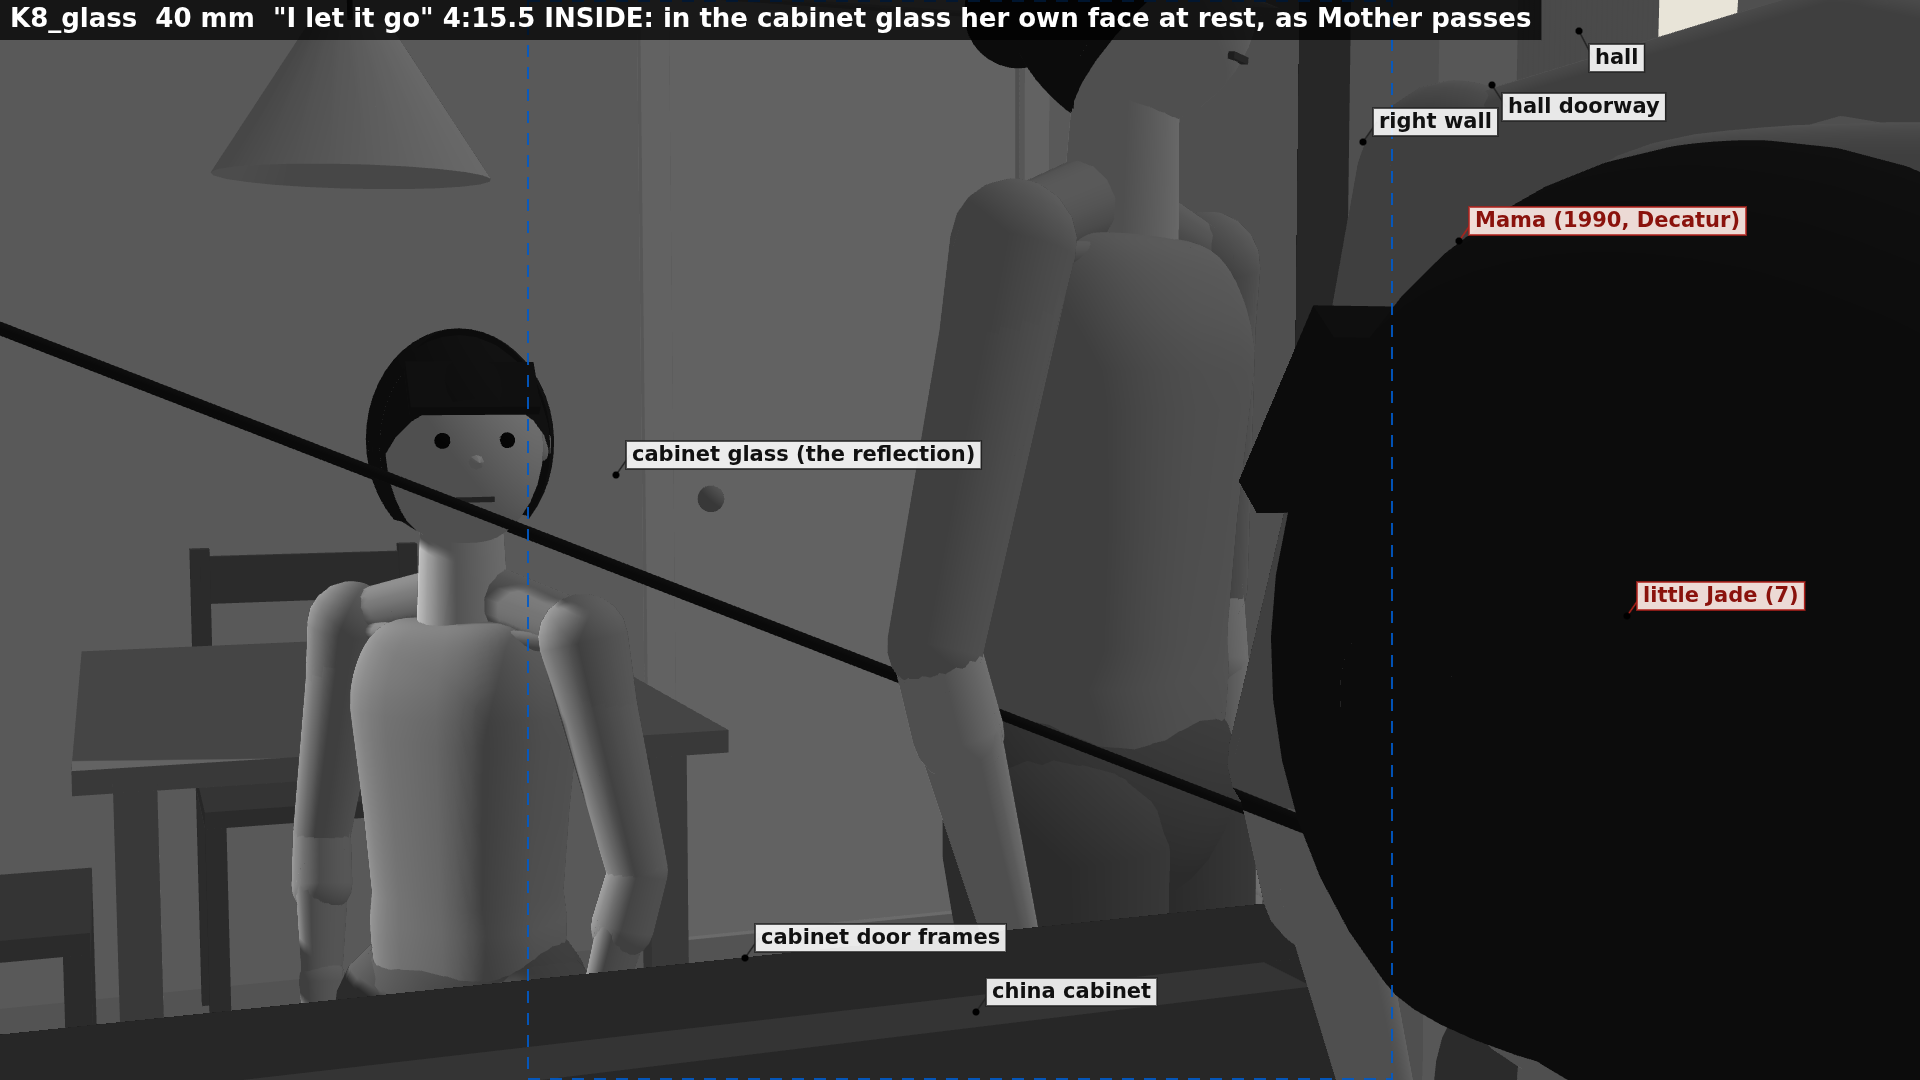 K8_glass 40 mm "I let it go" 4:15.5 INSIDE: in the cabinet glass her own face at rest, as Mother passes
hall
hall doorway
right wall
Mama (1990, Decatur)
cabinet glass (the reflection)
little Jade (7)
cabinet door frames
china cabinet